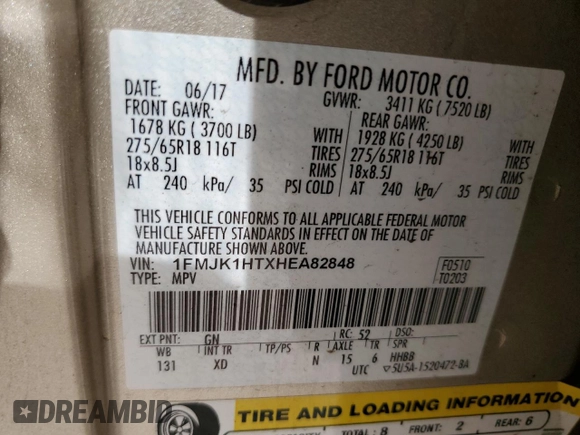 MFD. BY FORD MOTOR CO.
DATE: 06/17
GVWR: 3411 KG ( 7520 LB)
FRONT GAWR:
REAR GAWR:
1678 KG ( 3700 LB) WITH
1928 KG ( 4250 LB) WITH
275/65R18 116T TIRES
275/65R18 116T TIRES
18x8.5J RIMS
18x8.5J RIMS
AT 240 kPa/ 35 PSI COLD
AT 240 kPa/ 35 PSI COLD
THIS VEHICLE CONFORMS TO ALL APPLICABLE FEDERAL MOTOR
VEHICLE SAFETY STANDARDS IN EFFECT ON THE DATE OF
MANUFACTURE SHOWN ABOVE.
VIN: 1FMJK1HTXHEA82848
TYPE: MPV
F0510
T0203
EXT PNT: GN RC: 52 DSO:
WB INT TR TP/PS R AXLE TR SPR
131 XD N 15 6 HHBB
UTC ▽5U5A-1520472-BA
TIRE AND LOADING INFORMATION
TOTAL: 8 FRONT: 2 REAR: 6
DREAMBID